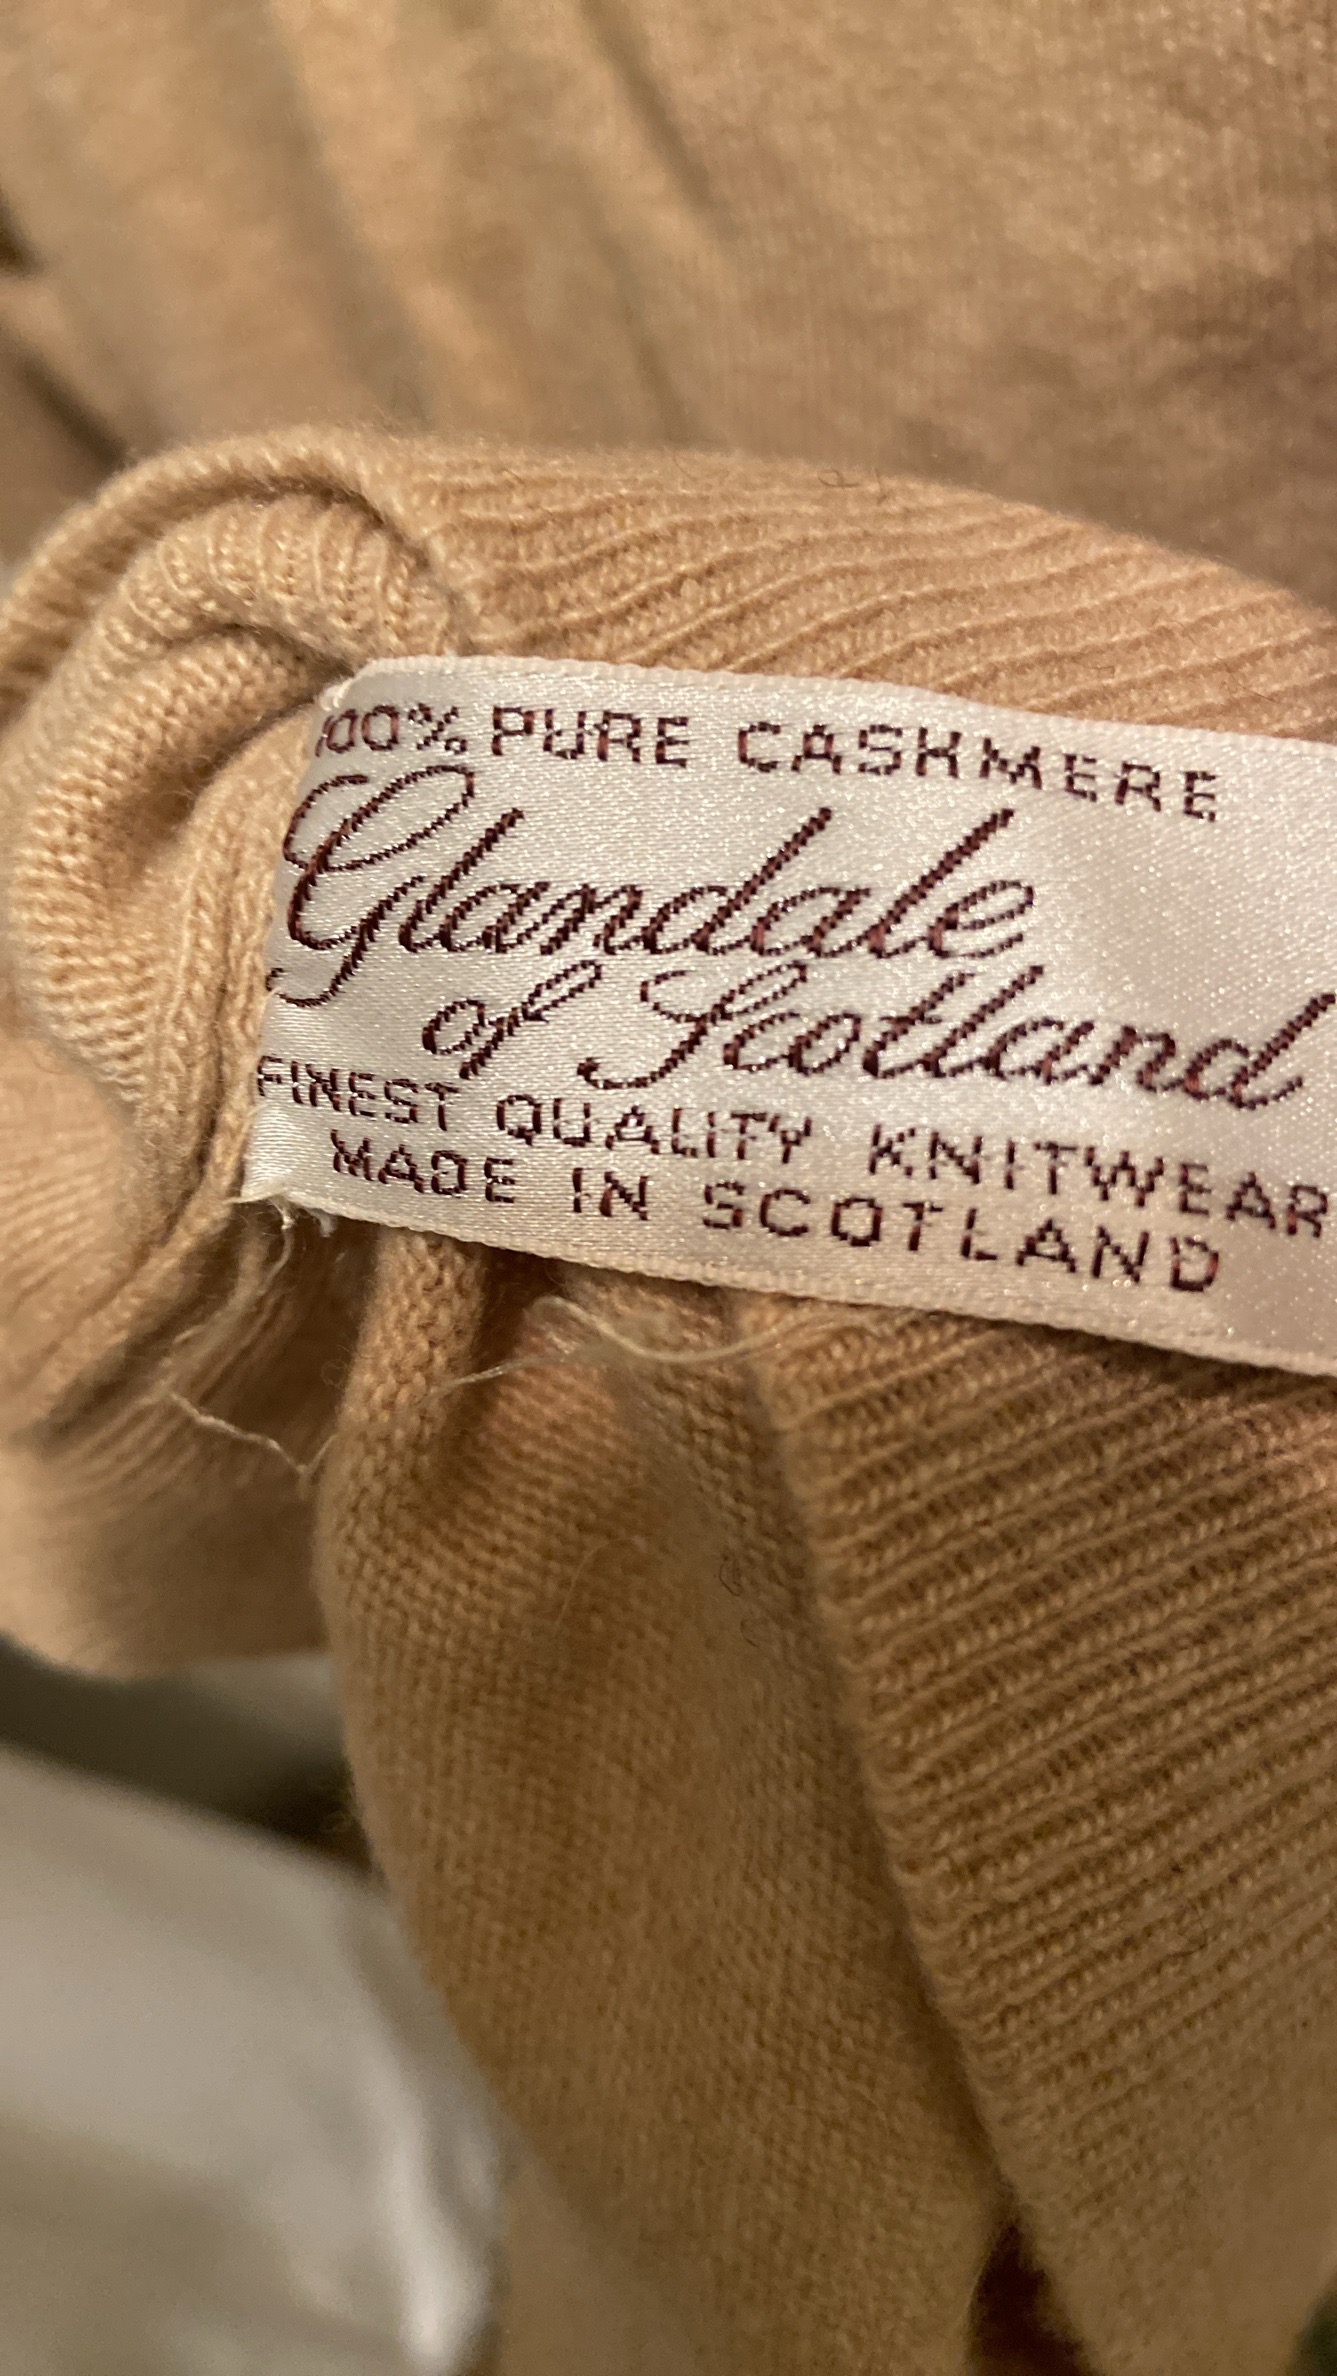 100% PURE CASHMERE
Glandale
of Scotland
FINEST QUALITY KNITWEAR
MADE IN SCOTLAND